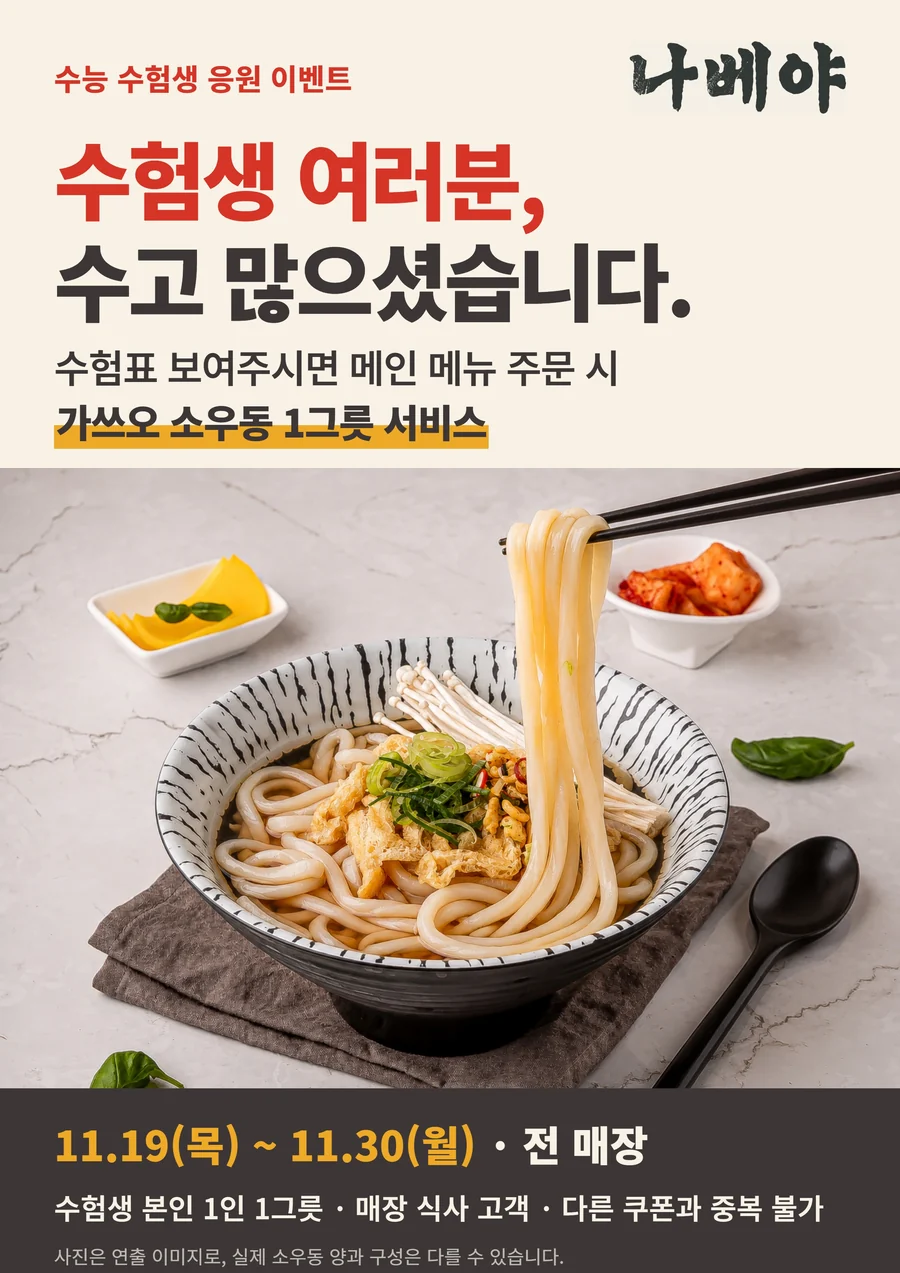 수능 수험생 응원 이벤트
나베야
수험생 여러분,
수고 많으셨습니다.
수험표 보여주시면 메인 메뉴 주문 시
가쓰오 소우동 1그릇 서비스
11.19(목) ~ 11.30(월) · 전 매장
수험생 본인 1인 1그릇 · 매장 식사 고객 · 다른 쿠폰과 중복 불가
사진은 연출 이미지로, 실제 소우동 양과 구성은 다를 수 있습니다.